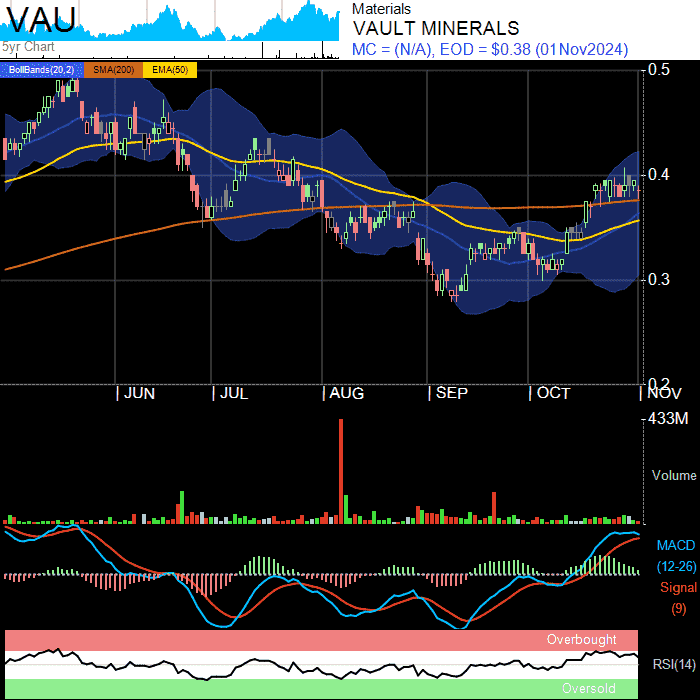 VAU
5yr Chart
Materials
VAULT MINERALS
MC = (N/A), EOD = $0.38 (01Nov2024)
BollBands(20,2) SMA(200) EMA(50)
0.5
0.4
0.3
0.2
JUN JUL AUG SEP OCT NOV
433M
Volume
MACD
(12-26)
Signal
(9)
Overbought
RSI(14)
Oversold